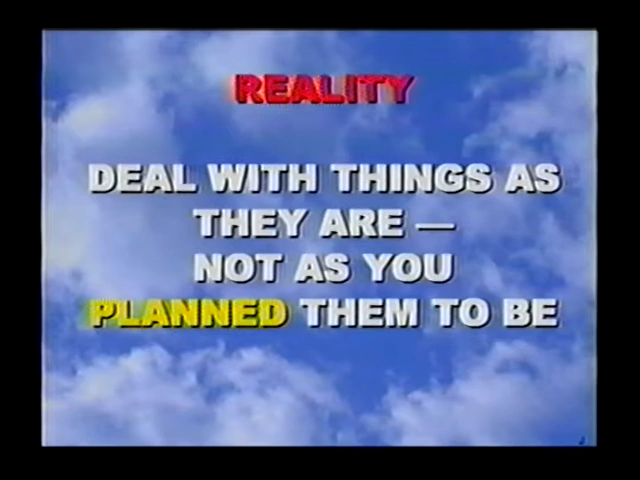 REALITY
DEAL WITH THINGS AS
THEY ARE —
NOT AS YOU
PLANNED THEM TO BE